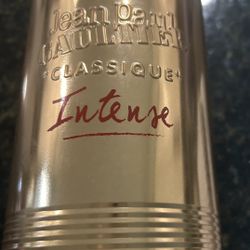 Jean Paul
GAULTIER
"CLASSIQUE"
Intense